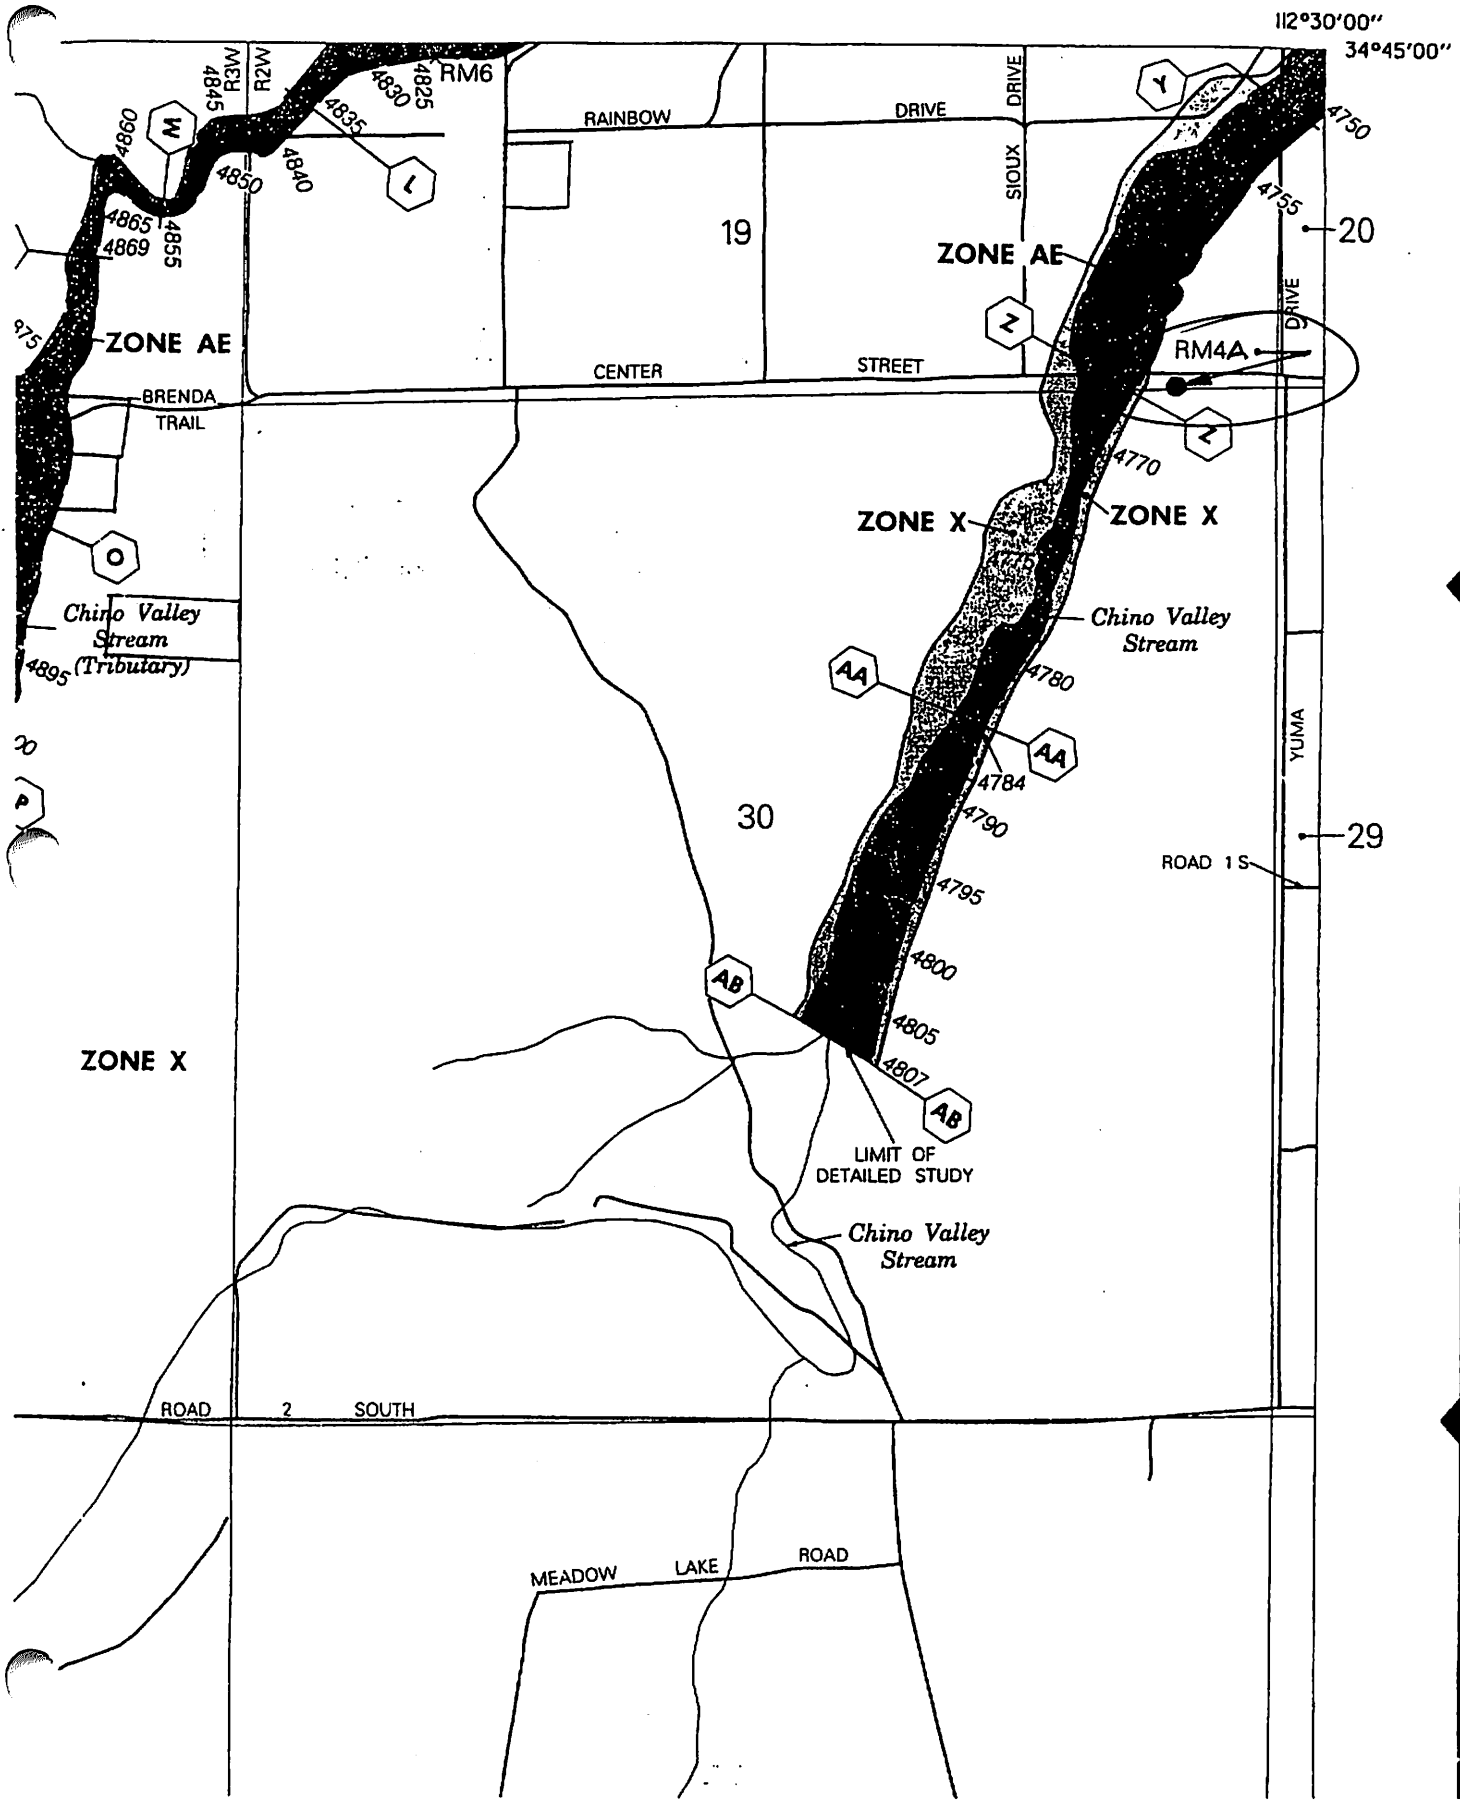 112°30'00"
34°45'00"
R3W
R2W
RM6
4845
4830
4825
4835
4860
W
4840
4850
L
4865
4869
4855
RAINBOW DRIVE
SIOUX DRIVE
Y
4750
4755
19
20
ZONE AE
ZONE AE
Z
DRIVE
RM4A
CENTER STREET
BRENDA
TRAIL
Z
4770
ZONE X
ZONE X
4775
O
Chino Valley
Stream
(Tributary)
4895
Chino Valley
Stream
4780
AA
AA
4784
YUMA
P
30
4790
29
ROAD 1 S
4795
4800
AB
4805
4807
AB
ZONE X
LIMIT OF
DETAILED STUDY
Chino Valley
Stream
ROAD 2 SOUTH
MEADOW LAKE ROAD